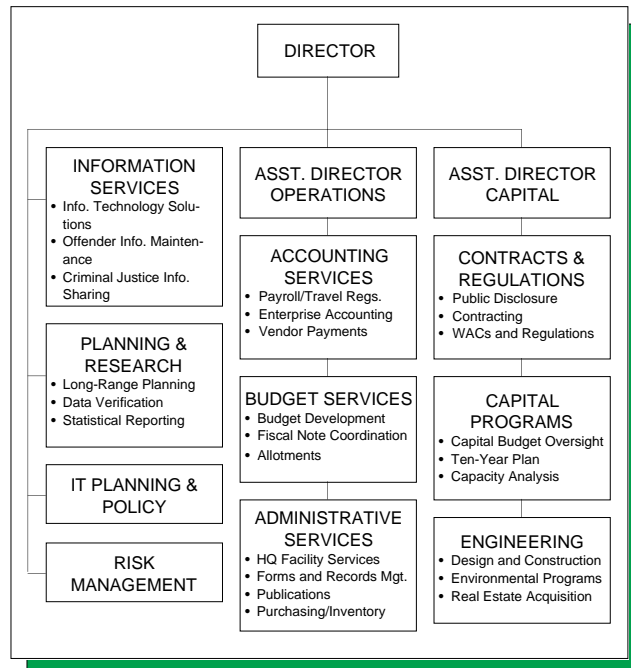 DIRECTOR
INFORMATION
SERVICES
• Info. Technology Solu-
tions
• Offender Info. Mainten-
ance
• Criminal Justice Info.
Sharing
PLANNING &
RESEARCH
• Long-Range Planning
• Data Verification
• Statistical Reporting
IT PLANNING &
POLICY
RISK
MANAGEMENT
ASST. DIRECTOR
OPERATIONS
ACCOUNTING
SERVICES
• Payroll/Travel Regs.
• Enterprise Accounting
• Vendor Payments
BUDGET SERVICES
• Budget Development
• Fiscal Note Coordination
• Allotments
ADMINISTRATIVE
SERVICES
• HQ Facility Services
• Forms and Records Mgt.
• Publications
• Purchasing/Inventory
ASST. DIRECTOR
CAPITAL
CONTRACTS &
REGULATIONS
• Public Disclosure
• Contracting
• WACs and Regulations
CAPITAL
PROGRAMS
• Capital Budget Oversight
• Ten-Year Plan
• Capacity Analysis
ENGINEERING
• Design and Construction
• Environmental Programs
• Real Estate Acquisition